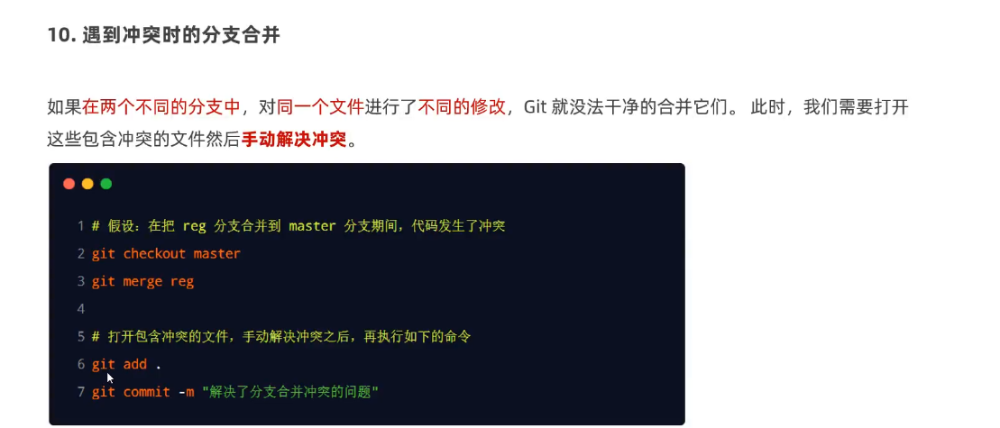 10. 遇到冲突时的分支合并
如果在两个不同的分支中，对同一个文件进行了不同的修改，Git 就没法干净的合并它们。 此时，我们需要打开
这些包含冲突的文件然后手动解决冲突。
1 # 假设：在把 reg 分支合并到 master 分支期间，代码发生了冲突
2 git checkout master
3 git merge reg
4
5 # 打开包含冲突的文件，手动解决冲突之后，再执行如下的命令
6 git add .
7 git commit -m "解决了分支合并冲突的问题"